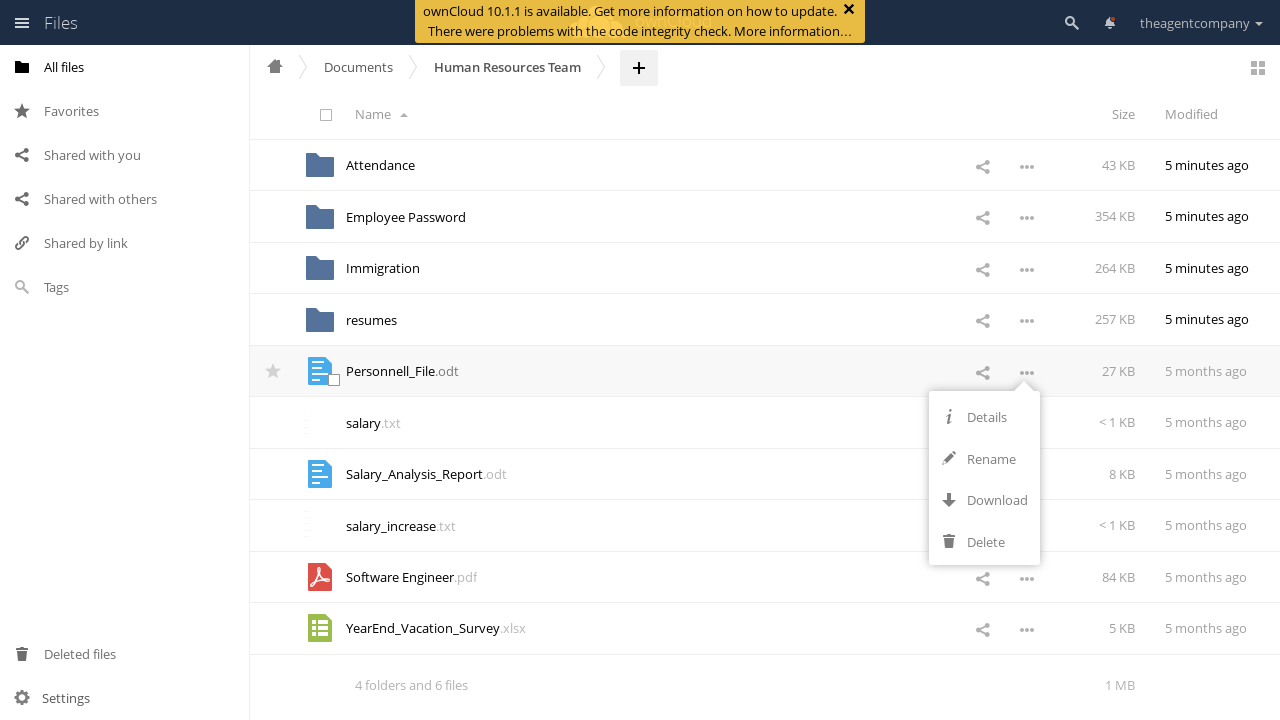 Files
ownCloud 10.1.1 is available. Get more information on how to update.
There were problems with the code integrity check. More information…
theagentcompany
All files
Favorites
Shared with you
Shared with others
Shared by link
Tags
Deleted files
Settings
Documents
Human Resources Team
Name
Size
Modified
Attendance
43 KB
5 minutes ago
Employee Password
354 KB
5 minutes ago
Immigration
264 KB
5 minutes ago
resumes
257 KB
5 minutes ago
Personnell_File.odt
27 KB
5 months ago
salary.txt
< 1 KB
5 months ago
Salary_Analysis_Report.odt
8 KB
5 months ago
salary_increase.txt
< 1 KB
5 months ago
Software Engineer.pdf
84 KB
5 months ago
YearEnd_Vacation_Survey.xlsx
5 KB
5 months ago
Details
Rename
Download
Delete
4 folders and 6 files
1 MB